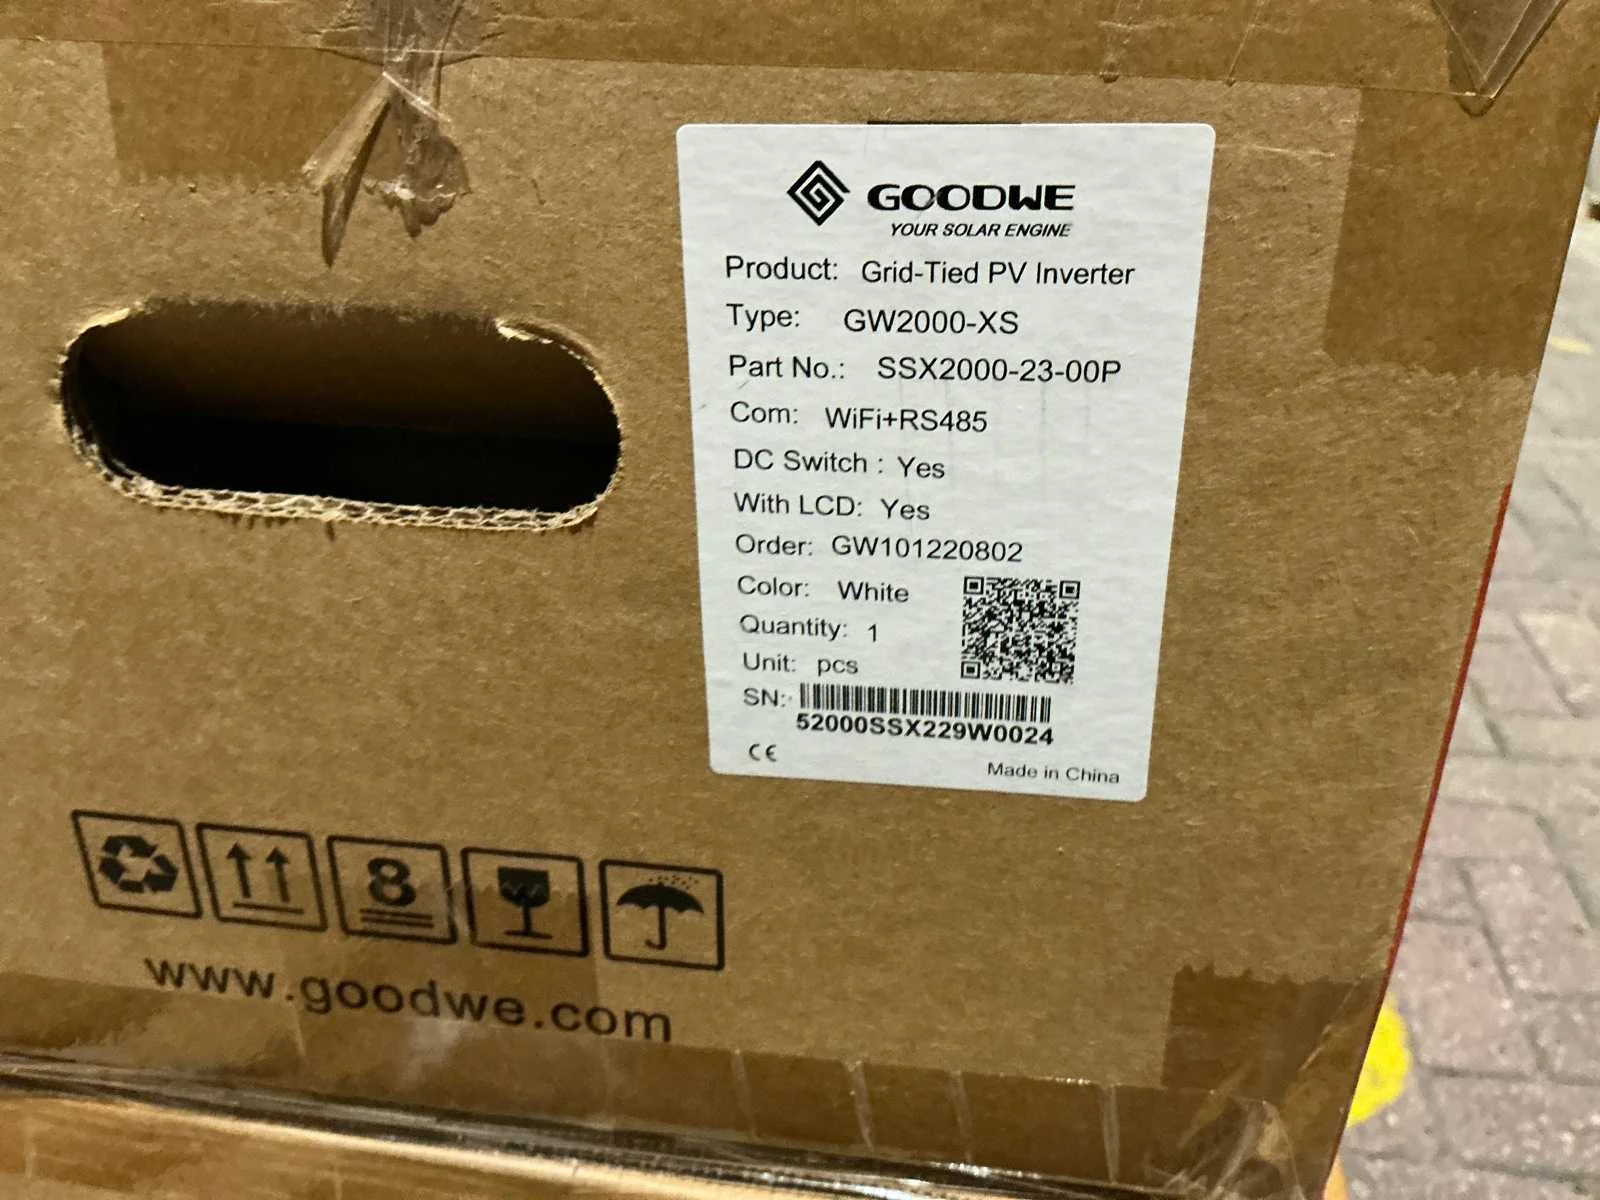 GOODWE
YOUR SOLAR ENGINE
Product: Grid-Tied PV Inverter
Type: GW2000-XS
Part No.: SSX2000-23-00P
Com: WiFi+RS485
DC Switch : Yes
With LCD: Yes
Order: GW101220802
Color: White
Quantity: 1
Unit: pcs
SN:
52000SSX229W0024
CE
Made in China
8
www.goodwe.com